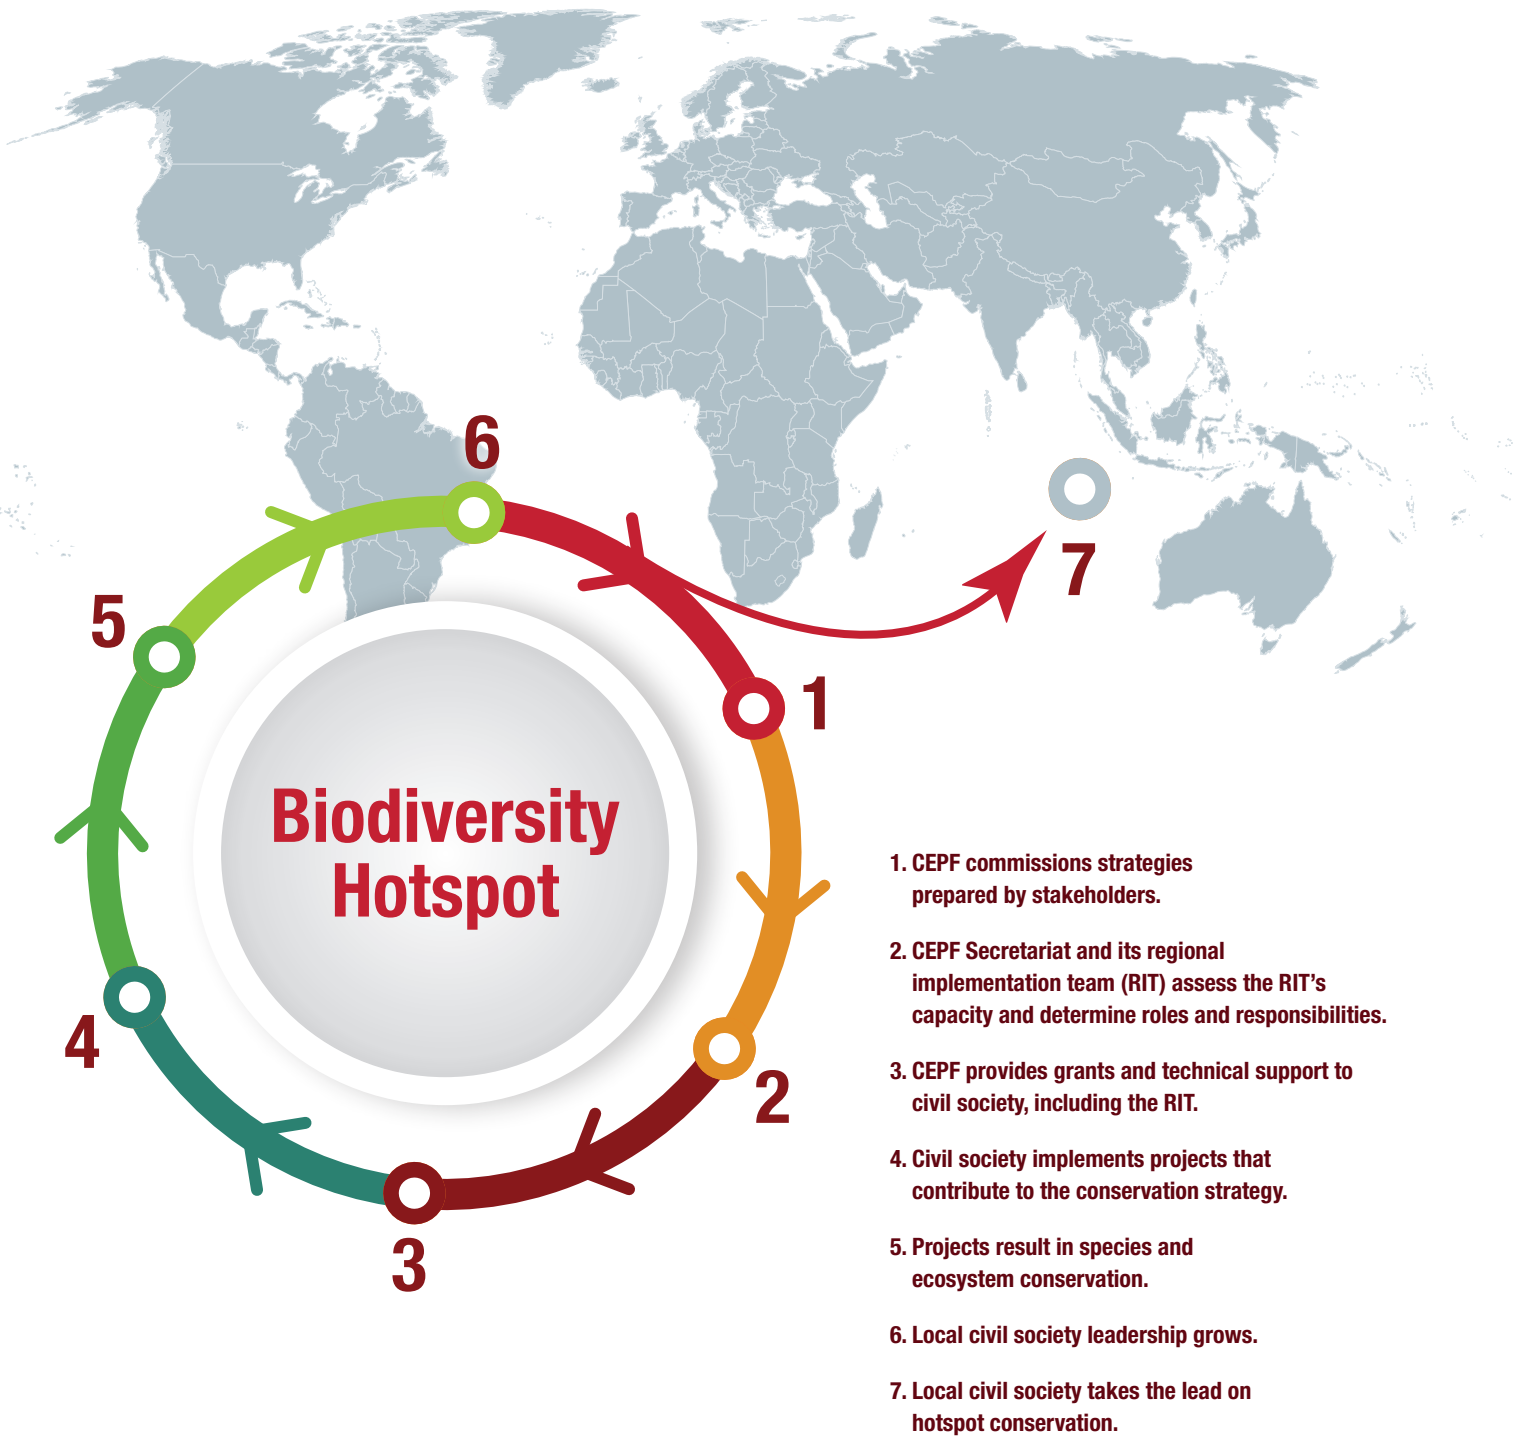 6
7
5
1
Biodiversity
Hotspot
4
2
3
1. CEPF commissions strategies
prepared by stakeholders.
2. CEPF Secretariat and its regional
implementation team (RIT) assess the RIT’s
capacity and determine roles and responsibilities.
3. CEPF provides grants and technical support to
civil society, including the RIT.
4. Civil society implements projects that
contribute to the conservation strategy.
5. Projects result in species and
ecosystem conservation.
6. Local civil society leadership grows.
7. Local civil society takes the lead on
hotspot conservation.